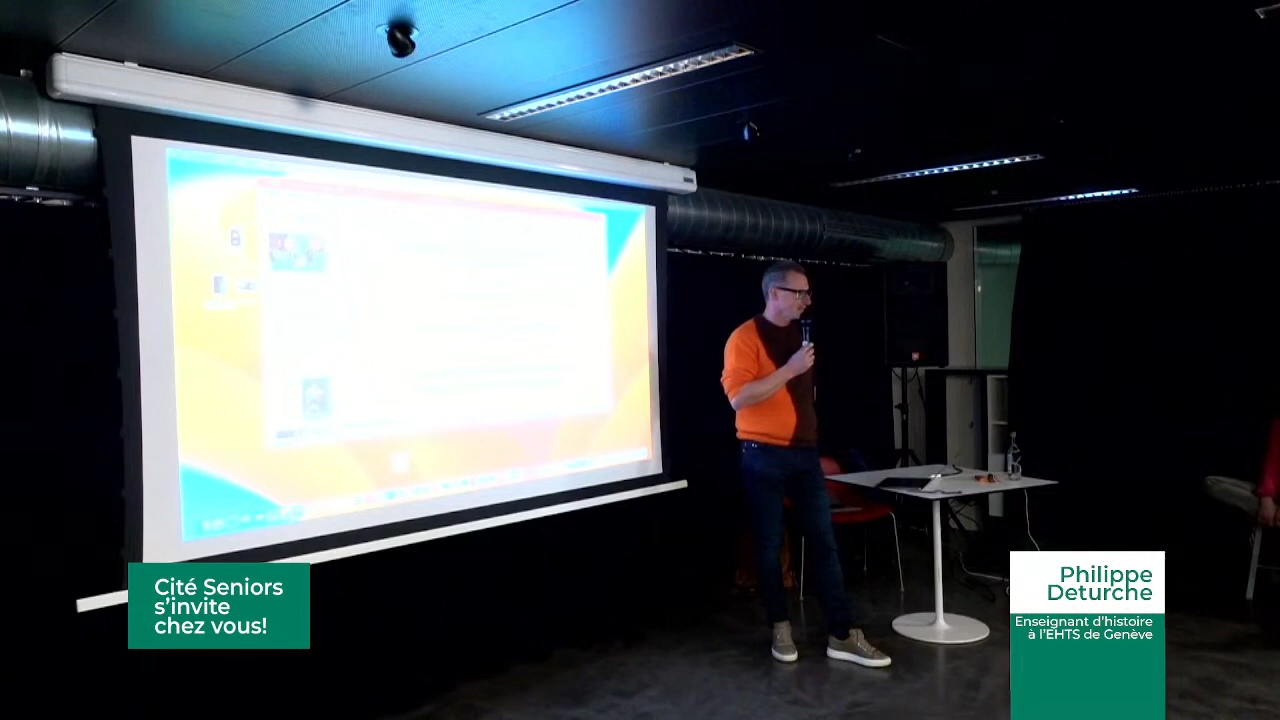 Cité Seniors
s'invite
chez vous!
Philippe
Deturche
Enseignant d'histoire
à l'EHTS de Genève